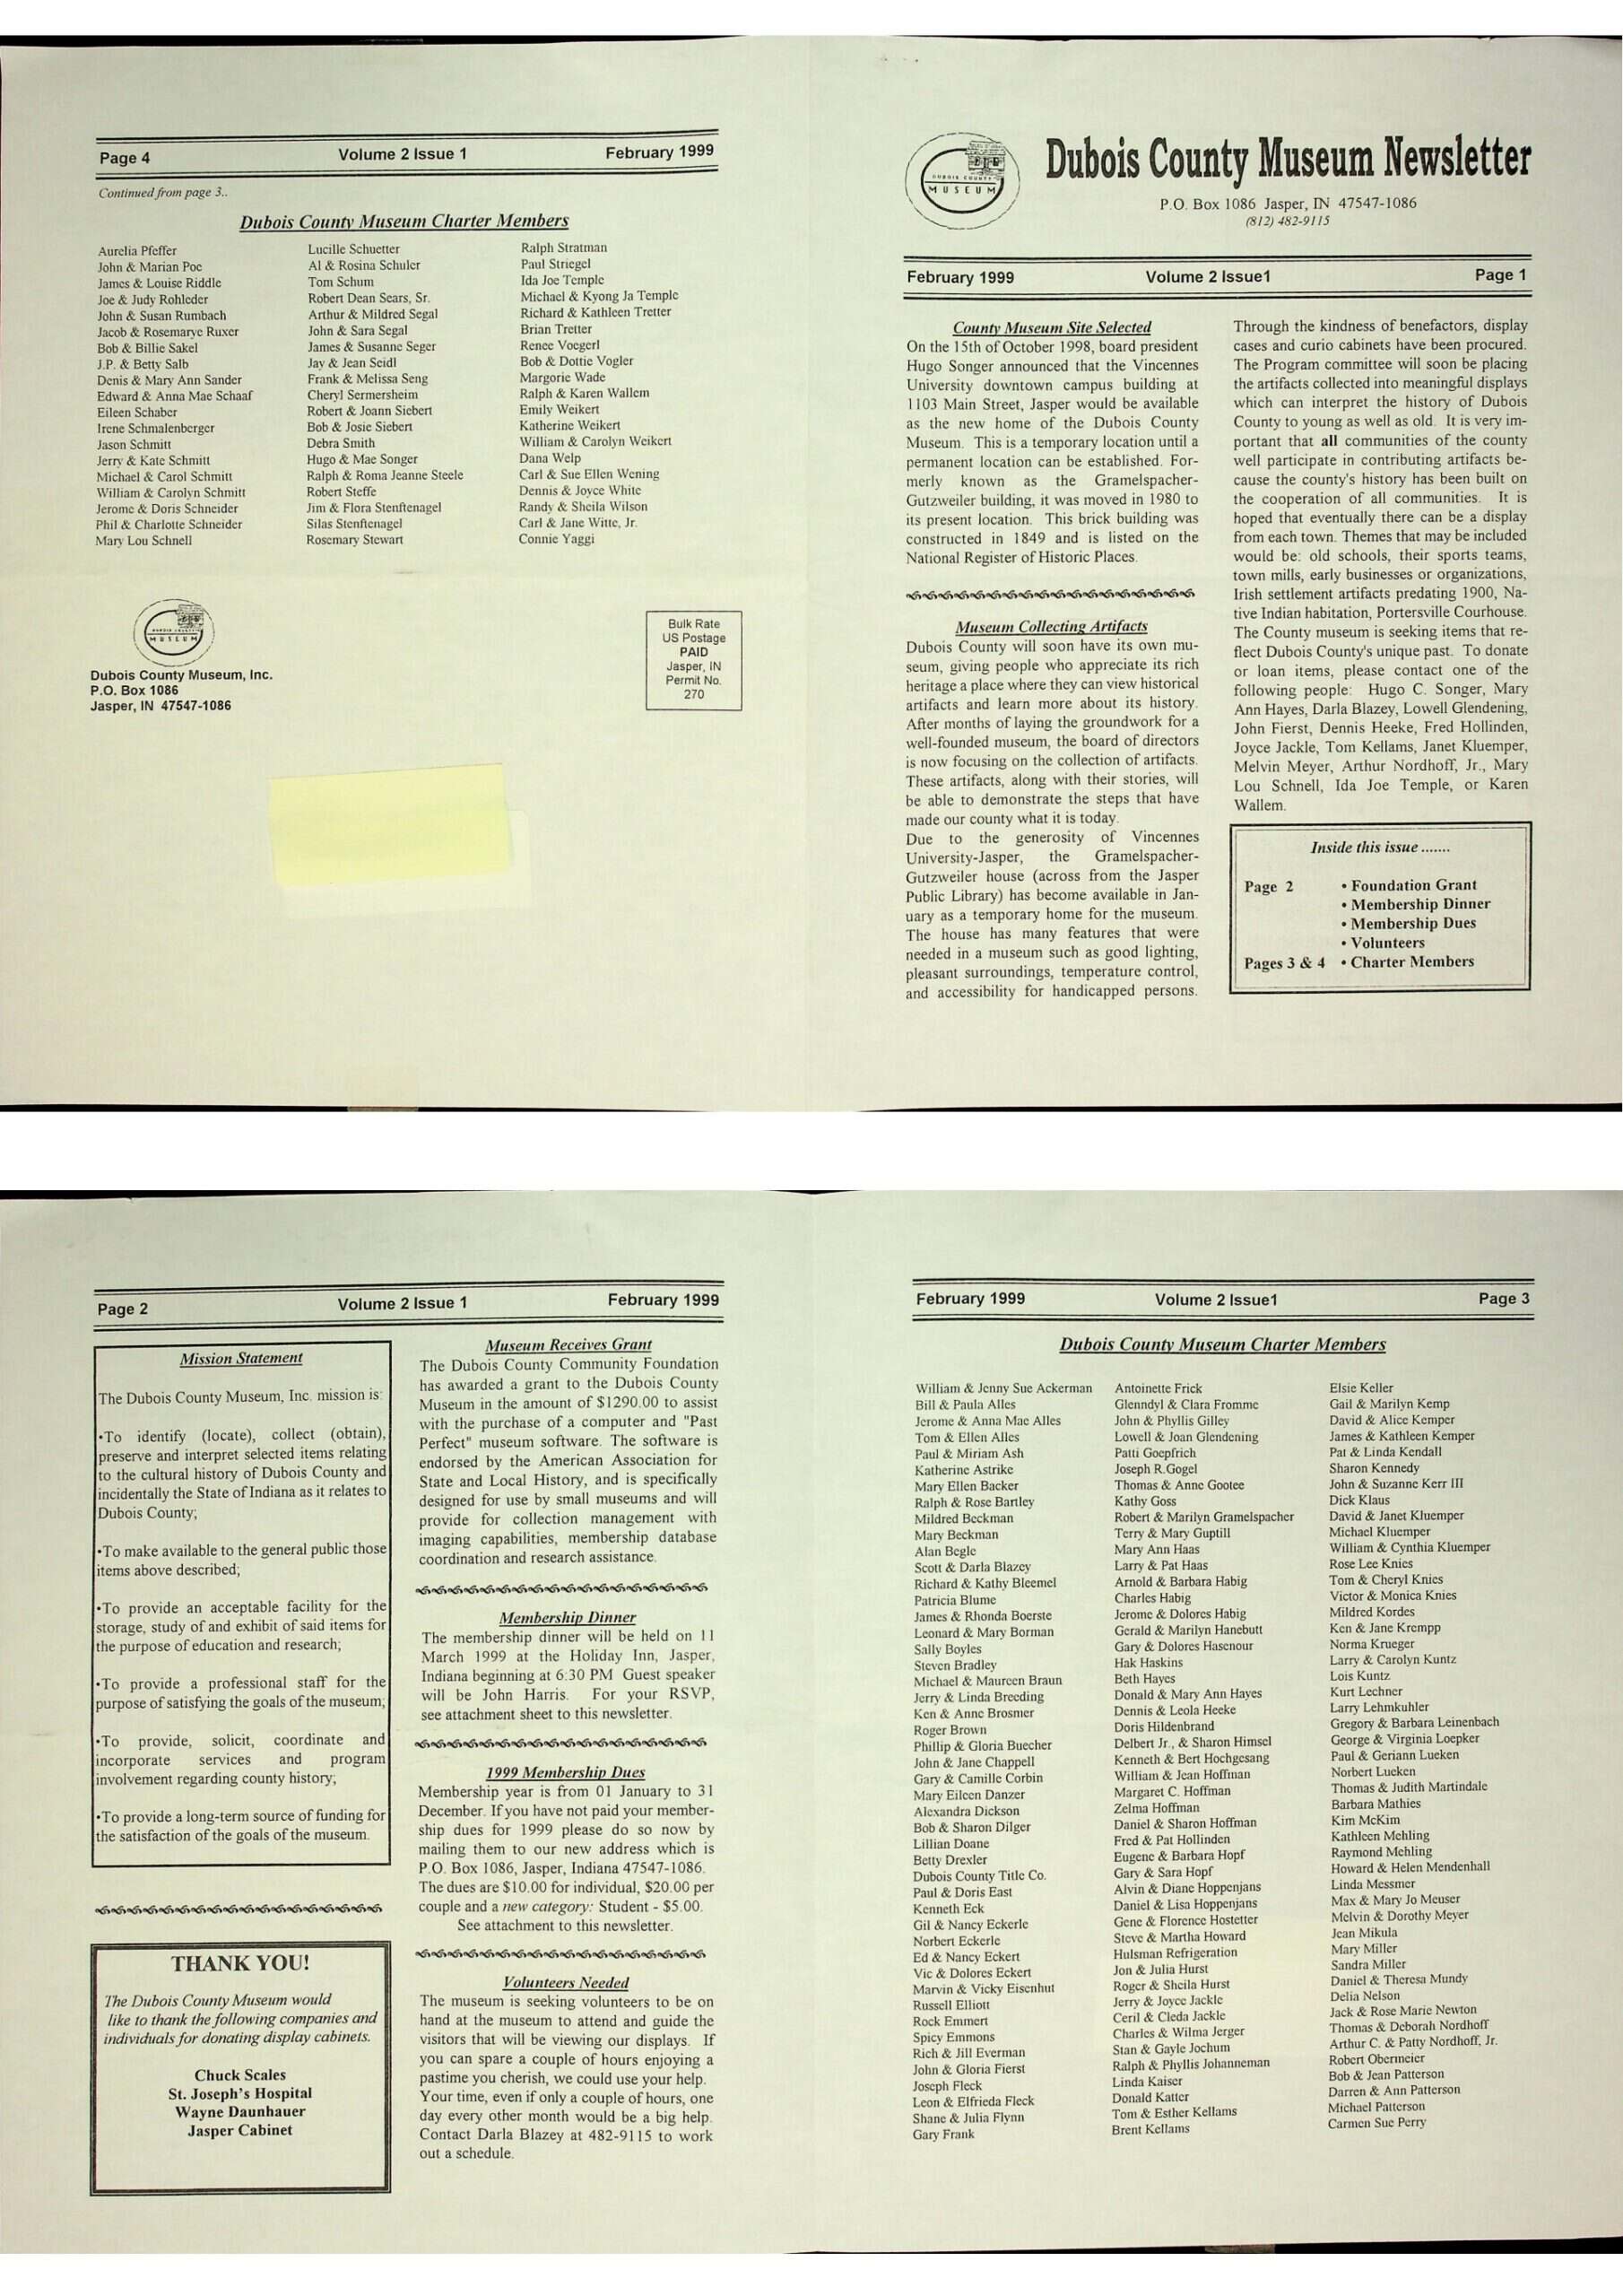 Page 4
Volume 2 Issue 1
February 1999
Continued from page 3..
Dubois County Museum Charter Members
Aurelia Pfeffer
John & Marian Poe
James & Louise Riddle
Joe & Judy Rohleder
John & Susan Rumbach
Jacob & Rosemarye Ruxer
Bob & Billie Sakel
J.P. & Betty Salb
Denis & Mary Ann Sander
Edward & Anna Mae Schaaf
Eileen Schaber
Irene Schmalenberger
Jason Schmitt
Jerry & Kate Schmitt
Michael & Carol Schmitt
William & Carolyn Schmitt
Jerome & Doris Schneider
Phil & Charlotte Schneider
Mary Lou Schnell
Lucille Schuetter
Al & Rosina Schuler
Tom Schum
Robert Dean Sears, Sr.
Arthur & Mildred Segal
John & Sara Segal
James & Susanne Seger
Jay & Jean Seidl
Frank & Melissa Seng
Cheryl Sermersheim
Robert & Joann Siebert
Bob & Josie Siebert
Debra Smith
Hugo & Mae Songer
Ralph & Roma Jeanne Steele
Robert Steffe
Jim & Flora Stenftenagel
Silas Stenftenagel
Rosemary Stewart
Ralph Stratman
Paul Striegel
Ida Joe Temple
Michael & Kyong Ja Temple
Richard & Kathleen Tretter
Brian Tretter
Renee Voegerl
Bob & Dottie Vogler
Margorie Wade
Ralph & Karen Wallem
Emily Weikert
Katherine Weikert
William & Carolyn Weikert
Dana Welp
Carl & Sue Ellen Wening
Dennis & Joyce White
Randy & Sheila Wilson
Carl & Jane Witte, Jr.
Connie Yaggi
DUBOIS COUNTY
MUSEUM
Dubois County Museum, Inc.
P.O. Box 1086
Jasper, IN 47547-1086
Bulk Rate
US Postage
PAID
Jasper, IN
Permit No.
270
DUBOIS COUNTY
MUSEUM
Dubois County Museum Newsletter
P.O. Box 1086 Jasper, IN 47547-1086
(812) 482-9115
February 1999
Volume 2 Issue1
Page 1
County Museum Site Selected
On the 15th of October 1998, board president
Hugo Songer announced that the Vincennes
University downtown campus building at
1103 Main Street, Jasper would be available
as the new home of the Dubois County
Museum. This is a temporary location until a
permanent location can be established. For-
merly known as the Gramelspacher-
Gutzweiler building, it was moved in 1980 to
its present location. This brick building was
constructed in 1849 and is listed on the
National Register of Historic Places.
Museum Collecting Artifacts
Dubois County will soon have its own mu-
seum, giving people who appreciate its rich
heritage a place where they can view historical
artifacts and learn more about its history.
After months of laying the groundwork for a
well-founded museum, the board of directors
is now focusing on the collection of artifacts.
These artifacts, along with their stories, will
be able to demonstrate the steps that have
made our county what it is today.
Due to the generosity of Vincennes
University-Jasper, the Gramelspacher-
Gutzweiler house (across from the Jasper
Public Library) has become available in Jan-
uary as a temporary home for the museum.
The house has many features that were
needed in a museum such as good lighting,
pleasant surroundings, temperature control,
and accessibility for handicapped persons.
Through the kindness of benefactors, display
cases and curio cabinets have been procured.
The Program committee will soon be placing
the artifacts collected into meaningful displays
which can interpret the history of Dubois
County to young as well as old. It is very im-
portant that all communities of the county
well participate in contributing artifacts be-
cause the county's history has been built on
the cooperation of all communities. It is
hoped that eventually there can be a display
from each town. Themes that may be included
would be: old schools, their sports teams,
town mills, early businesses or organizations,
Irish settlement artifacts predating 1900, Na-
tive Indian habitation, Portersville Courhouse.
The County museum is seeking items that re-
flect Dubois County's unique past. To donate
or loan items, please contact one of the
following people: Hugo C. Songer, Mary
Ann Hayes, Darla Blazey, Lowell Glendening,
John Fierst, Dennis Heeke, Fred Hollinden,
Joyce Jackle, Tom Kellams, Janet Kluemper,
Melvin Meyer, Arthur Nordhoff, Jr., Mary
Lou Schnell, Ida Joe Temple, or Karen
Wallem.
Inside this issue .......
Page 2 • Foundation Grant
• Membership Dinner
• Membership Dues
• Volunteers
Pages 3 & 4 • Charter Members
Page 2
Volume 2 Issue 1
February 1999
Mission Statement
The Dubois County Museum, Inc. mission is:
•To identify (locate), collect (obtain),
preserve and interpret selected items relating
to the cultural history of Dubois County and
incidentally the State of Indiana as it relates to
Dubois County;
•To make available to the general public those
items above described;
•To provide an acceptable facility for the
storage, study of and exhibit of said items for
the purpose of education and research;
•To provide a professional staff for the
purpose of satisfying the goals of the museum;
•To provide, solicit, coordinate and
incorporate services and program
involvement regarding county history;
•To provide a long-term source of funding for
the satisfaction of the goals of the museum.
THANK YOU!
The Dubois County Museum would
like to thank the following companies and
individuals for donating display cabinets.
Chuck Scales
St. Joseph's Hospital
Wayne Daunhauer
Jasper Cabinet
Museum Receives Grant
The Dubois County Community Foundation
has awarded a grant to the Dubois County
Museum in the amount of $1290.00 to assist
with the purchase of a computer and "Past
Perfect" museum software. The software is
endorsed by the American Association for
State and Local History, and is specifically
designed for use by small museums and will
provide for collection management with
imaging capabilities, membership database
coordination and research assistance.
Membership Dinner
The membership dinner will be held on 11
March 1999 at the Holiday Inn, Jasper,
Indiana beginning at 6:30 PM Guest speaker
will be John Harris. For your RSVP,
see attachment sheet to this newsletter.
1999 Membership Dues
Membership year is from 01 January to 31
December. If you have not paid your member-
ship dues for 1999 please do so now by
mailing them to our new address which is
P.O. Box 1086, Jasper, Indiana 47547-1086.
The dues are $10.00 for individual, $20.00 per
couple and a new category: Student - $5.00.
See attachment to this newsletter.
Volunteers Needed
The museum is seeking volunteers to be on
hand at the museum to attend and guide the
visitors that will be viewing our displays. If
you can spare a couple of hours enjoying a
pastime you cherish, we could use your help.
Your time, even if only a couple of hours, one
day every other month would be a big help.
Contact Darla Blazey at 482-9115 to work
out a schedule.
February 1999
Volume 2 Issue1
Page 3
Dubois County Museum Charter Members
William & Jenny Sue Ackerman
Bill & Paula Alles
Jerome & Anna Mae Alles
Tom & Ellen Alles
Paul & Miriam Ash
Katherine Astrike
Mary Ellen Backer
Ralph & Rose Bartley
Mildred Beckman
Mary Beckman
Alan Begle
Scott & Darla Blazey
Richard & Kathy Bleemel
Patricia Blume
James & Rhonda Boerste
Leonard & Mary Borman
Sally Boyles
Steven Bradley
Michael & Maureen Braun
Jerry & Linda Breeding
Ken & Anne Brosmer
Roger Brown
Phillip & Gloria Buecher
John & Jane Chappell
Gary & Camille Corbin
Mary Eileen Danzer
Alexandra Dickson
Bob & Sharon Dilger
Lillian Doane
Betty Drexler
Dubois County Title Co.
Paul & Doris East
Kenneth Eck
Gil & Nancy Eckerle
Norbert Eckerle
Ed & Nancy Eckert
Vic & Dolores Eckert
Marvin & Vicky Eisenhut
Russell Elliott
Rock Emmert
Spicy Emmons
Rich & Jill Everman
John & Gloria Fierst
Joseph Fleck
Leon & Elfrieda Fleck
Shane & Julia Flynn
Gary Frank
Antoinette Frick
Glenndyl & Clara Fromme
John & Phyllis Gilley
Lowell & Joan Glendening
Patti Goepfrich
Joseph R.Gogel
Thomas & Anne Gootee
Kathy Goss
Robert & Marilyn Gramelspacher
Terry & Mary Guptill
Mary Ann Haas
Larry & Pat Haas
Arnold & Barbara Habig
Charles Habig
Jerome & Dolores Habig
Gerald & Marilyn Hanebutt
Gary & Dolores Hasenour
Hak Haskins
Beth Hayes
Donald & Mary Ann Hayes
Dennis & Leola Heeke
Doris Hildenbrand
Delbert Jr., & Sharon Himsel
Kenneth & Bert Hochgesang
William & Jean Hoffman
Margaret C. Hoffman
Zelma Hoffman
Daniel & Sharon Hoffman
Fred & Pat Hollinden
Eugene & Barbara Hopf
Gary & Sara Hopf
Alvin & Diane Hoppenjans
Daniel & Lisa Hoppenjans
Gene & Florence Hostetter
Steve & Martha Howard
Hulsman Refrigeration
Jon & Julia Hurst
Roger & Sheila Hurst
Jerry & Joyce Jackle
Ceril & Cleda Jackle
Charles & Wilma Jerger
Stan & Gayle Jochum
Ralph & Phyllis Johanneman
Linda Kaiser
Donald Katter
Tom & Esther Kellams
Brent Kellams
Elsie Keller
Gail & Marilyn Kemp
David & Alice Kemper
James & Kathleen Kemper
Pat & Linda Kendall
Sharon Kennedy
John & Suzanne Kerr III
Dick Klaus
David & Janet Kluemper
Michael Kluemper
William & Cynthia Kluemper
Rose Lee Knies
Tom & Cheryl Knies
Victor & Monica Knies
Mildred Kordes
Ken & Jane Krempp
Norma Krueger
Larry & Carolyn Kuntz
Lois Kuntz
Kurt Lechner
Larry Lehmkuhler
Gregory & Barbara Leinenbach
George & Virginia Loepker
Paul & Geriann Lueken
Norbert Lueken
Thomas & Judith Martindale
Barbara Mathies
Kim McKim
Kathleen Mehling
Raymond Mehling
Howard & Helen Mendenhall
Linda Messmer
Max & Mary Jo Meuser
Melvin & Dorothy Meyer
Jean Mikula
Mary Miller
Sandra Miller
Daniel & Theresa Mundy
Delia Nelson
Jack & Rose Marie Newton
Thomas & Deborah Nordhoff
Arthur C. & Patty Nordhoff, Jr.
Robert Obermeier
Bob & Jean Patterson
Darren & Ann Patterson
Michael Patterson
Carmen Sue Perry